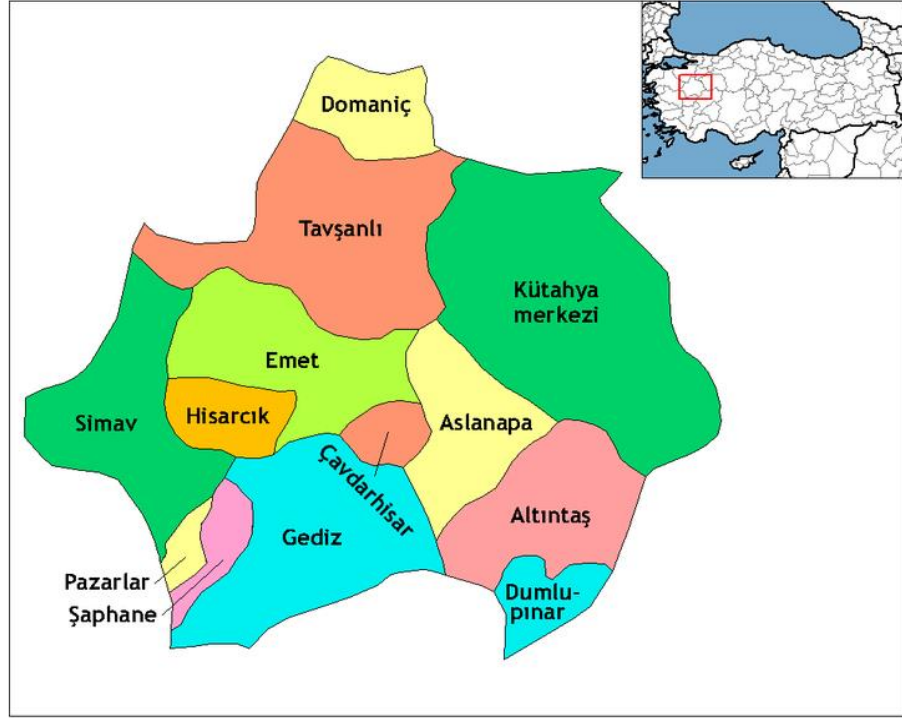 Domaniç
Tavşanlı
Kütahya
merkezi
Emet
Hisarcık
Simav
Aslanapa
Çavdarhisar
Altıntaş
Gediz
Pazarlar
Şaphane
Dumlu-
pınar